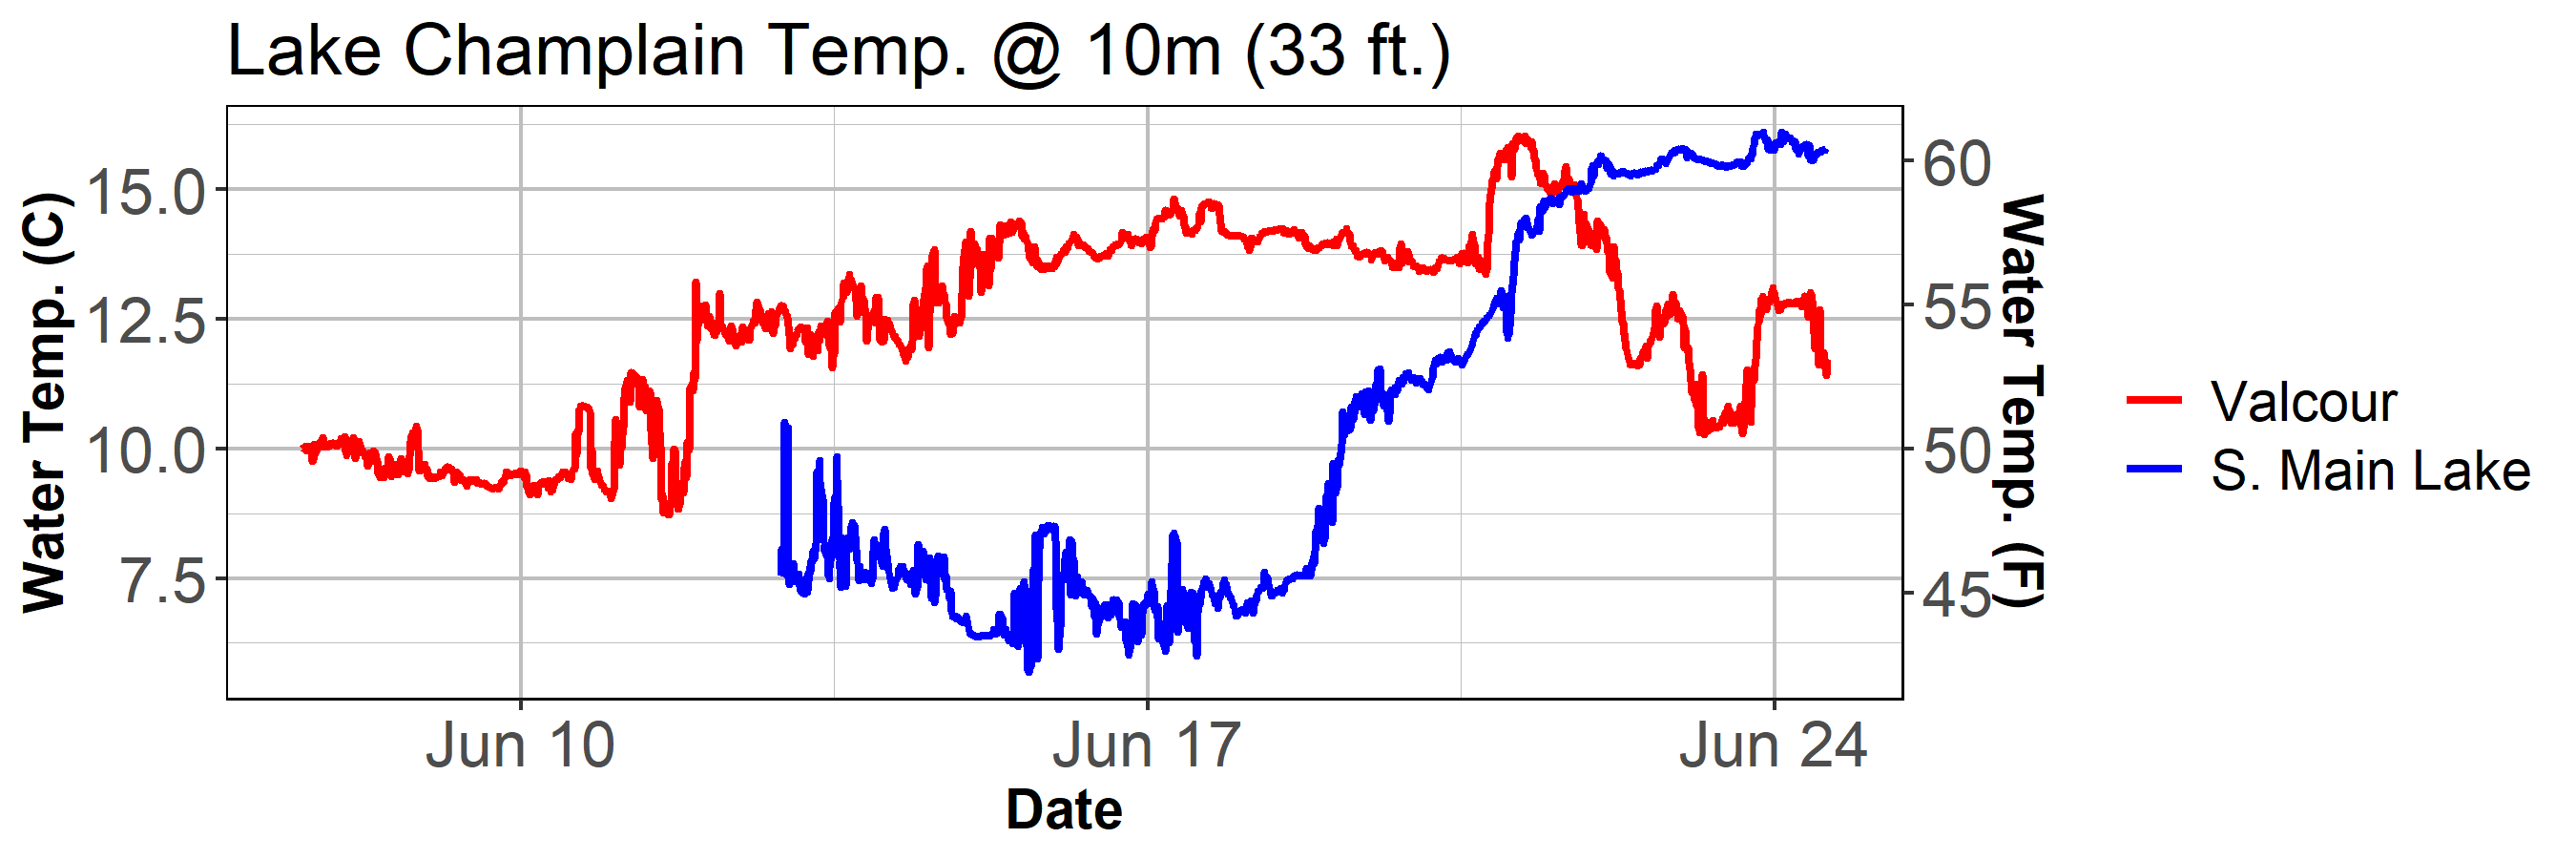 Lake Champlain Temp. @ 10m (33 ft.)
Water Temp. (C)
15.0
12.5
10.0
7.5
60
55
50
45
Water Temp. (F)
Jun 10
Jun 17
Jun 24
Date
Valcour
S. Main Lake